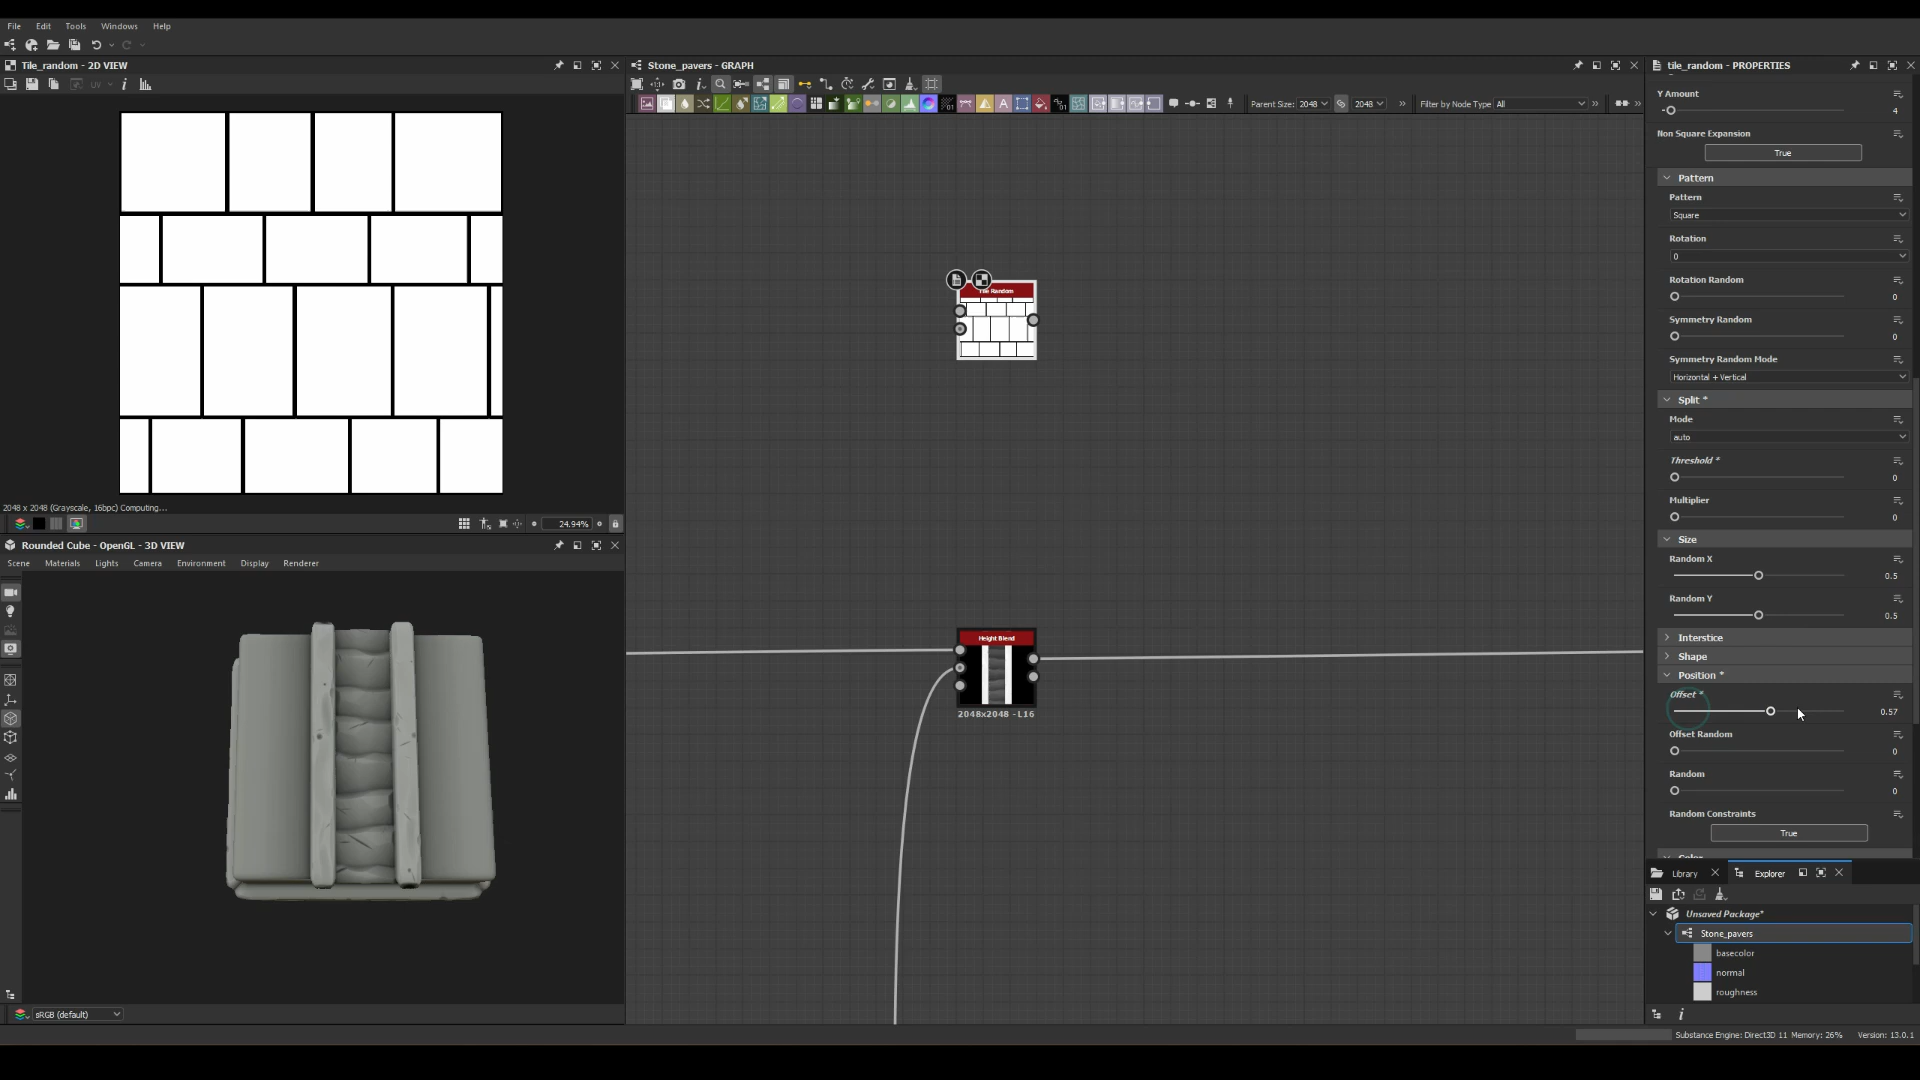 File Edit Tools Windows Help
Tile_random - 2D VIEW
UV
2048 x 2048 (Grayscale, 16bpc) Computing...
24.94%
Rounded Cube - OpenGL - 3D VIEW
Scene Materials Lights Camera Environment Display Renderer
sRGB (default)
Stone_pavers - GRAPH
Parent Size: 2048 2048 Filter by Node Type All
Tile Random
Height Blend
2048x2048 -L16
tile_random - PROPERTIES
Y Amount
4
Non Square Expansion
True
Pattern
Pattern
Square
Rotation
0
Rotation Random
0
Symmetry Random
0
Symmetry Random Mode
Horizontal + Vertical
Split *
Mode
auto
Threshold *
0
Multiplier
0
Size
Random X
0.5
Random Y
0.5
Interstice
Shape
Position *
Offset *
0.57
Offset Random
0
Random
0
Random Constraints
True
Color
Library Explorer
Unsaved Package*
Stone_pavers
basecolor
normal
roughness
Substance Engine: Direct3D 11 Memory: 26% Version: 13.0.1